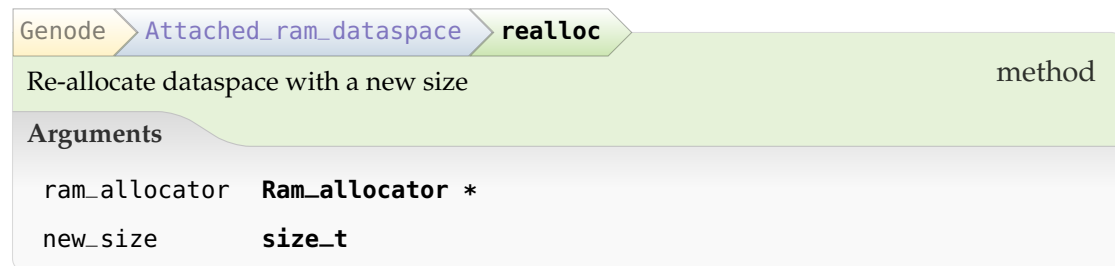 Genode Attached_ram_dataspace realloc
Re-allocate dataspace with a new size method
Arguments
ram_allocator Ram_allocator *
new_size size_t